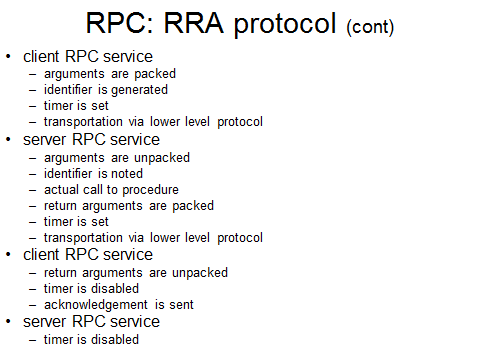 RPC: RRA protocol (cont)
• client RPC service
– arguments are packed
– identifier is generated
– timer is set
– transportation via lower level protocol
• server RPC service
– arguments are unpacked
– identifier is noted
– actual call to procedure
– return arguments are packed
– timer is set
– transportation via lower level protocol
• client RPC service
– return arguments are unpacked
– timer is disabled
– acknowledgement is sent
• server RPC service
– timer is disabled